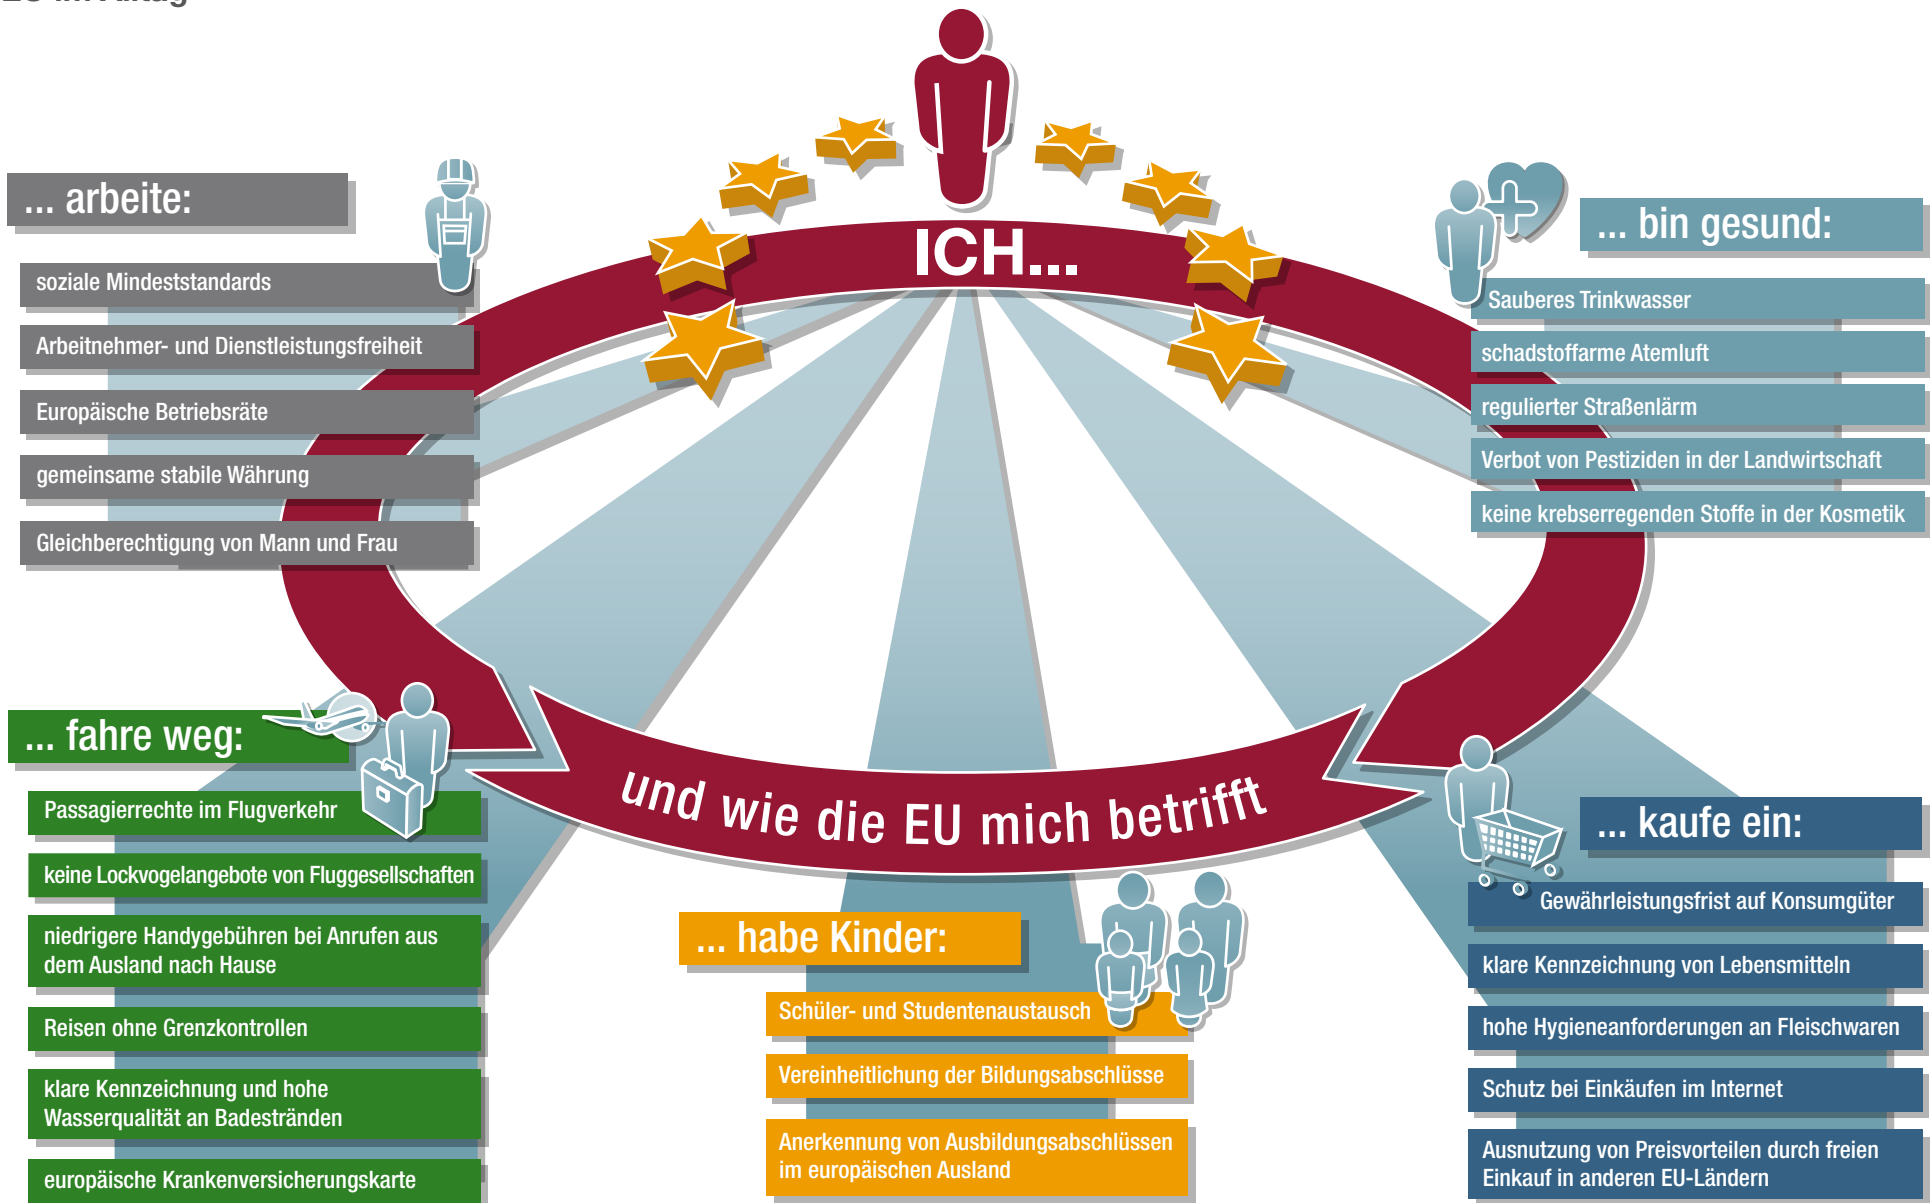 EU im Alltag
ICH...
und wie die EU mich betrifft
... arbeite:
soziale Mindeststandards
Arbeitnehmer- und Dienstleistungsfreiheit
Europäische Betriebsräte
gemeinsame stabile Währung
Gleichberechtigung von Mann und Frau
... bin gesund:
Sauberes Trinkwasser
schadstoffarme Atemluft
regulierter Straßenlärm
Verbot von Pestiziden in der Landwirtschaft
keine krebserregenden Stoffe in der Kosmetik
... fahre weg:
Passagierrechte im Flugverkehr
keine Lockvogelangebote von Fluggesellschaften
niedrigere Handygebühren bei Anrufen aus
dem Ausland nach Hause
Reisen ohne Grenzkontrollen
klare Kennzeichnung und hohe
Wasserqualität an Badestränden
europäische Krankenversicherungskarte
... habe Kinder:
Schüler- und Studentenaustausch
Vereinheitlichung der Bildungsabschlüsse
Anerkennung von Ausbildungsabschlüssen
im europäischen Ausland
... kaufe ein:
Gewährleistungsfrist auf Konsumgüter
klare Kennzeichnung von Lebensmitteln
hohe Hygieneanforderungen an Fleischwaren
Schutz bei Einkäufen im Internet
Ausnutzung von Preisvorteilen durch freien
Einkauf in anderen EU-Ländern